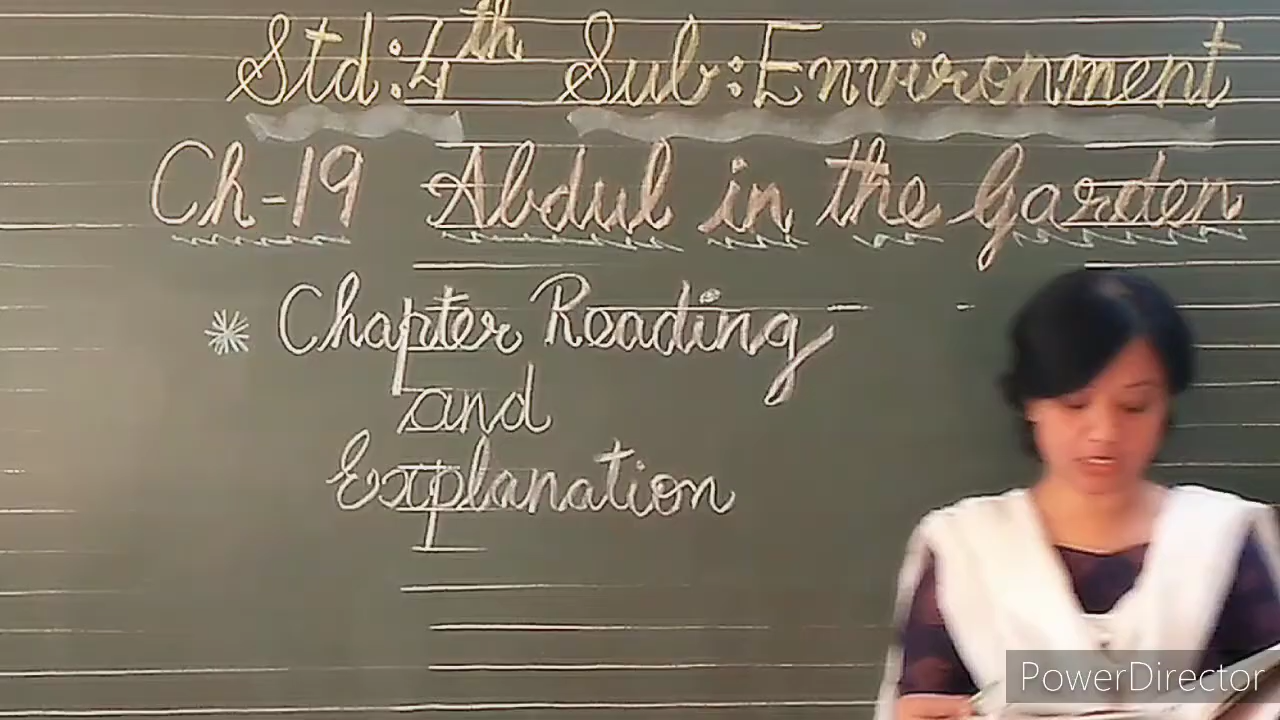 Std:4th Sub:Environment
Ch-19 Abdul in the Garden
* Chapter Reading
and
Explanation
PowerDirector